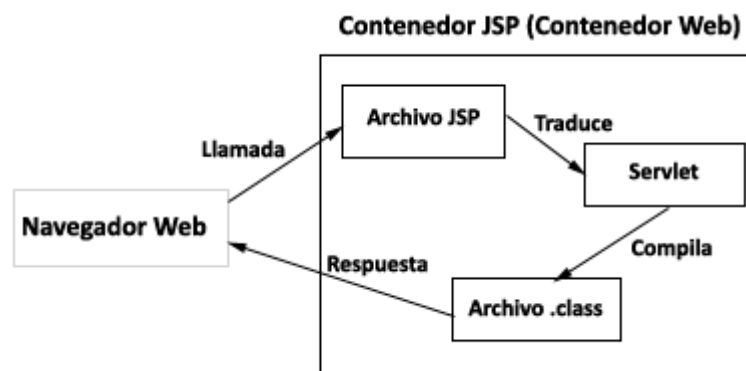 Contenedor JSP (Contenedor Web)
Archivo JSP
Traduce
Llamada
Servlet
Navegador Web
Compila
Respuesta
Archivo .class